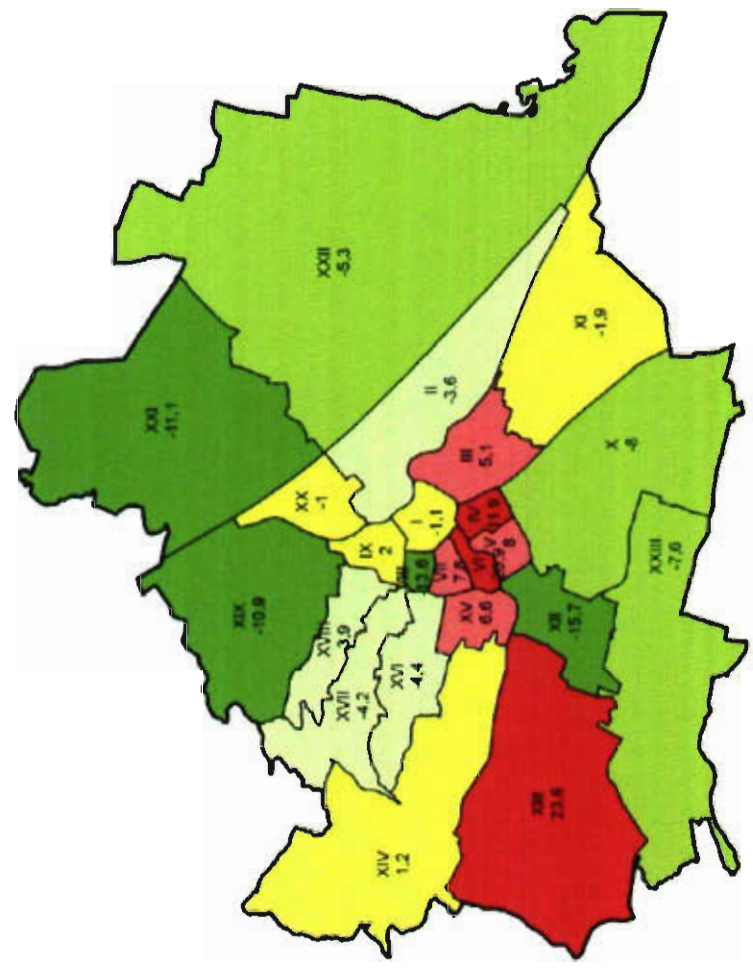 XXI
-11,1
XIX
-10,9
XX
-1
XXII
-5,3
XVIII
-3,9
XVII
-4,2
IX
2
XIV
1,2
XVI
-4,4
I
-1,1
II
-3,6
VII
XV
6,6
III
5,1
IV
VI
V
8
XIII
23,6
XII
-15,7
XI
-1,9
X
-6
XXIII
-7,6